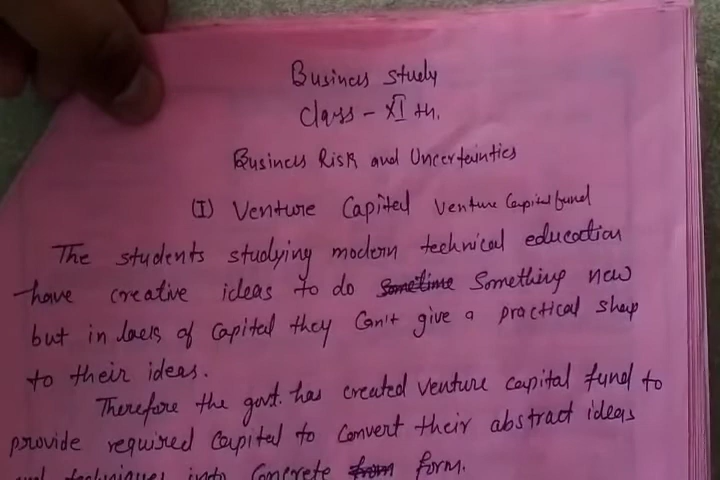 Business study
Class - XI th.
Business Risk and Uncertainties
(I) Venture Capital Venture Capital fund
The students studying modern technical education
have creative ideas to do sometime Something new
but in lack of Capital they Can't give a practical shap
to their ideas.
Therefore the govt. has created venture capital fund to
provide required Capital to Convert their abstract ideas
and techniques into Concrete from form.